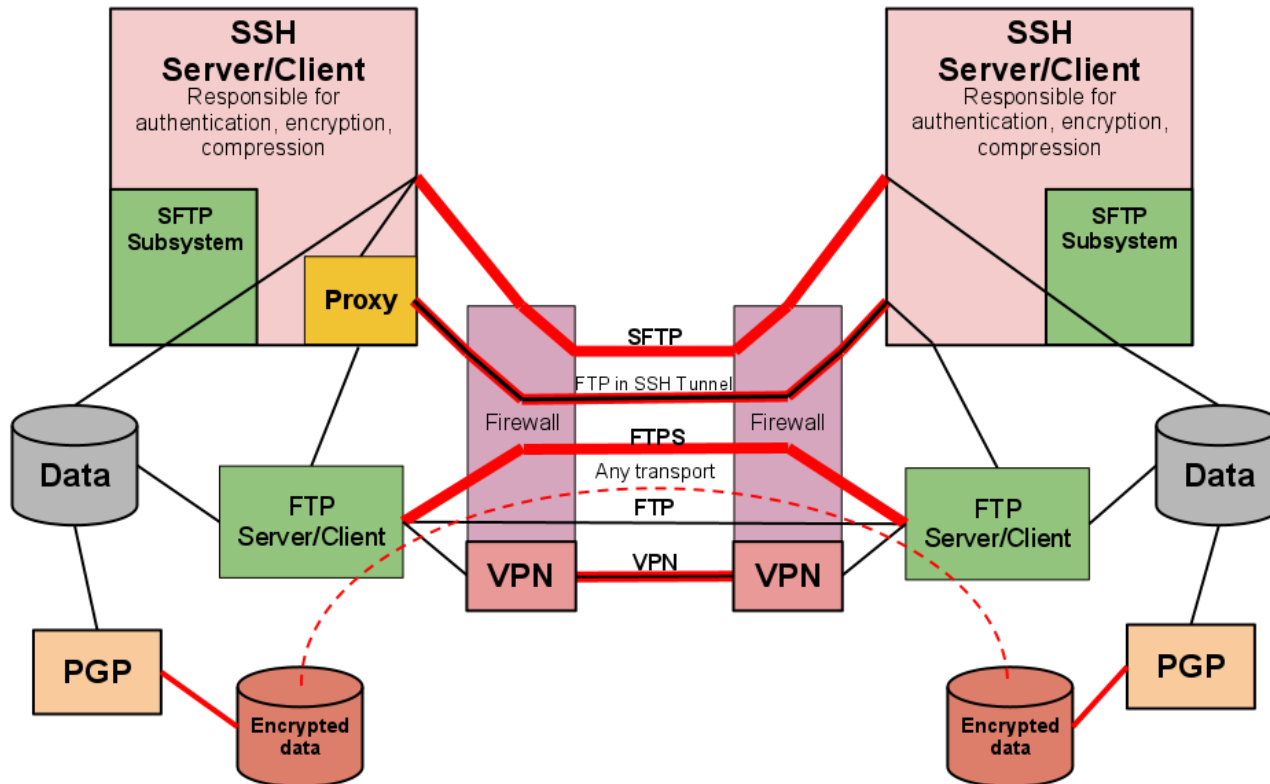 SSH
Server/Client
Responsible for
authentication, encryption,
compression
SFTP
Subsystem
Proxy
SSH
Server/Client
Responsible for
authentication, encryption,
compression
SFTP
Subsystem
SFTP
FTP in SSH Tunnel
Firewall
Firewall
FTPS
Any transport
FTP
VPN
VPN
VPN
Data
FTP
Server/Client
Data
FTP
Server/Client
PGP
Encrypted
data
PGP
Encrypted
data